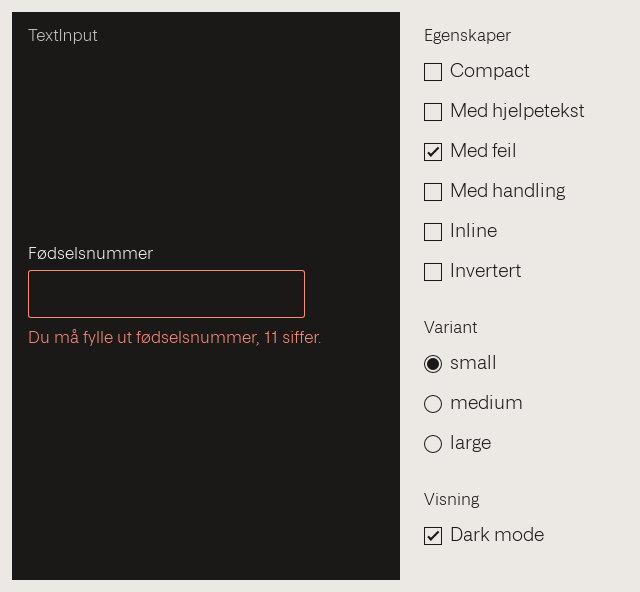 TextInput
Fødselsnummer
Du må fylle ut fødselsnummer, 11 siffer.
Egenskaper
Compact
Med hjelpetekst
Med feil
Med handling
Inline
Invertert
Variant
small
medium
large
Visning
Dark mode